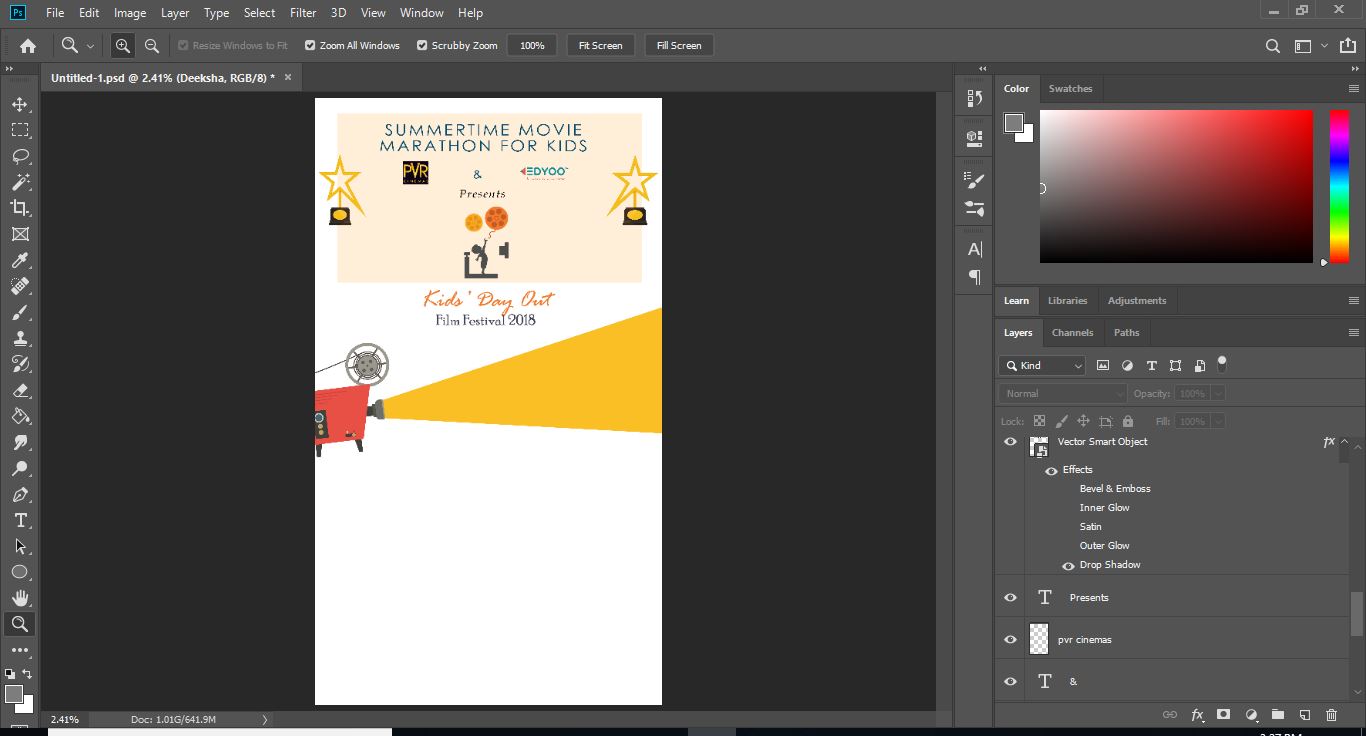 Ps File Edit Image Layer Type Select Filter 3D View Window Help
Resize Windows to Fit Zoom All Windows Scrubby Zoom 100% Fit Screen Fill Screen
Untitled-1.psd @ 2.41% (Deeksha, RGB/8) * ×
SUMMERTIME MOVIE
MARATHON FOR KIDS
PVR
CINEMAS
&
EDYOO
Presents
Kids' Day Out
Film Festival 2018
Color Swatches
Learn Libraries Adjustments
Layers Channels Paths
Kind
Normal Opacity: 100%
Lock: Fill: 100%
Vector Smart Object fx
Effects
Bevel & Emboss
Inner Glow
Satin
Outer Glow
Drop Shadow
T Presents
pvr cinemas
T &
fx
2.41% Doc: 1.01G/641.9M